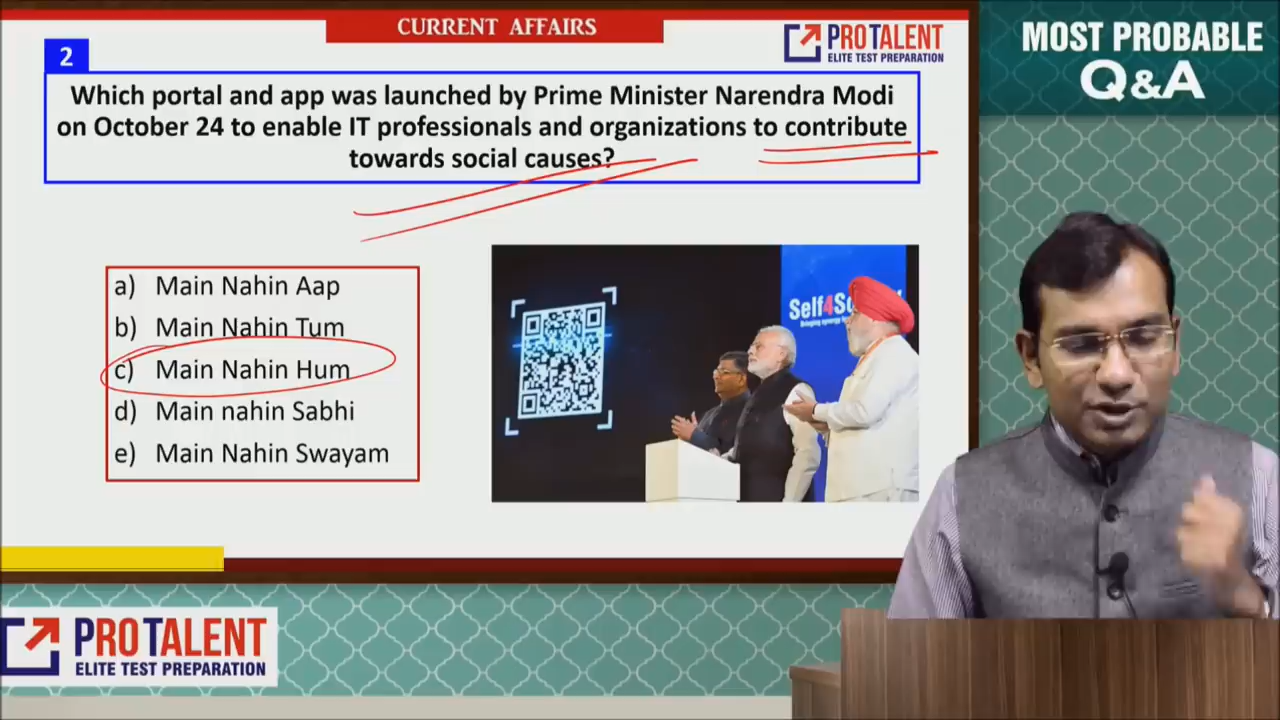 CURRENT AFFAIRS
PROTALENT
ELITE TEST PREPARATION
MOST PROBABLE
Q&A
2
Which portal and app was launched by Prime Minister Narendra Modi
on October 24 to enable IT professionals and organizations to contribute
towards social causes?
a) Main Nahin Aap
b) Main Nahin Tum
c) Main Nahin Hum
d) Main nahin Sabhi
e) Main Nahin Swayam
PROTALENT
ELITE TEST PREPARATION